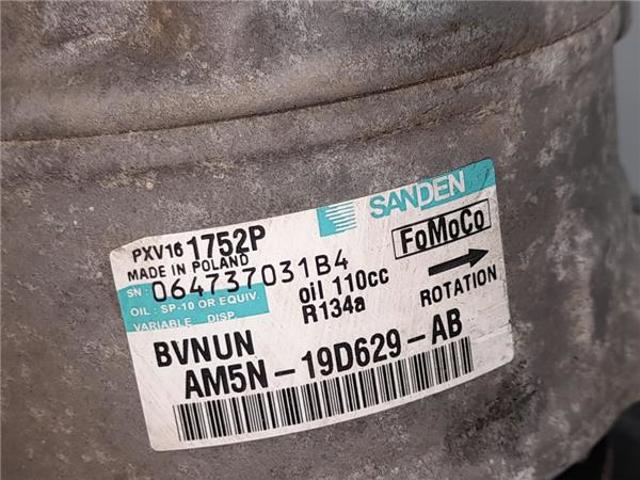 SANDEN
PXV16 1752P
FoMoCo
MADE IN POLAND
SN: 064737031B4
OIL : SP-10 OR EQUIV.
oil 110cc
VARIABLE DISP
R134a
ROTATION
BVNUN
AM5N-19D629-AB